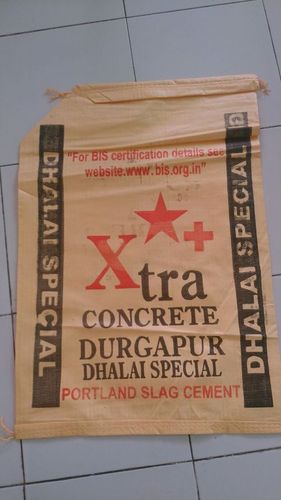 "For BIS certification details see
website.www.bis.org.in"
DHALAI SPECIAL
Xtra
CONCRETE
DURGAPUR
DHALAI SPECIAL
PORTLAND SLAG CEMENT
DHALAI SPECIAL